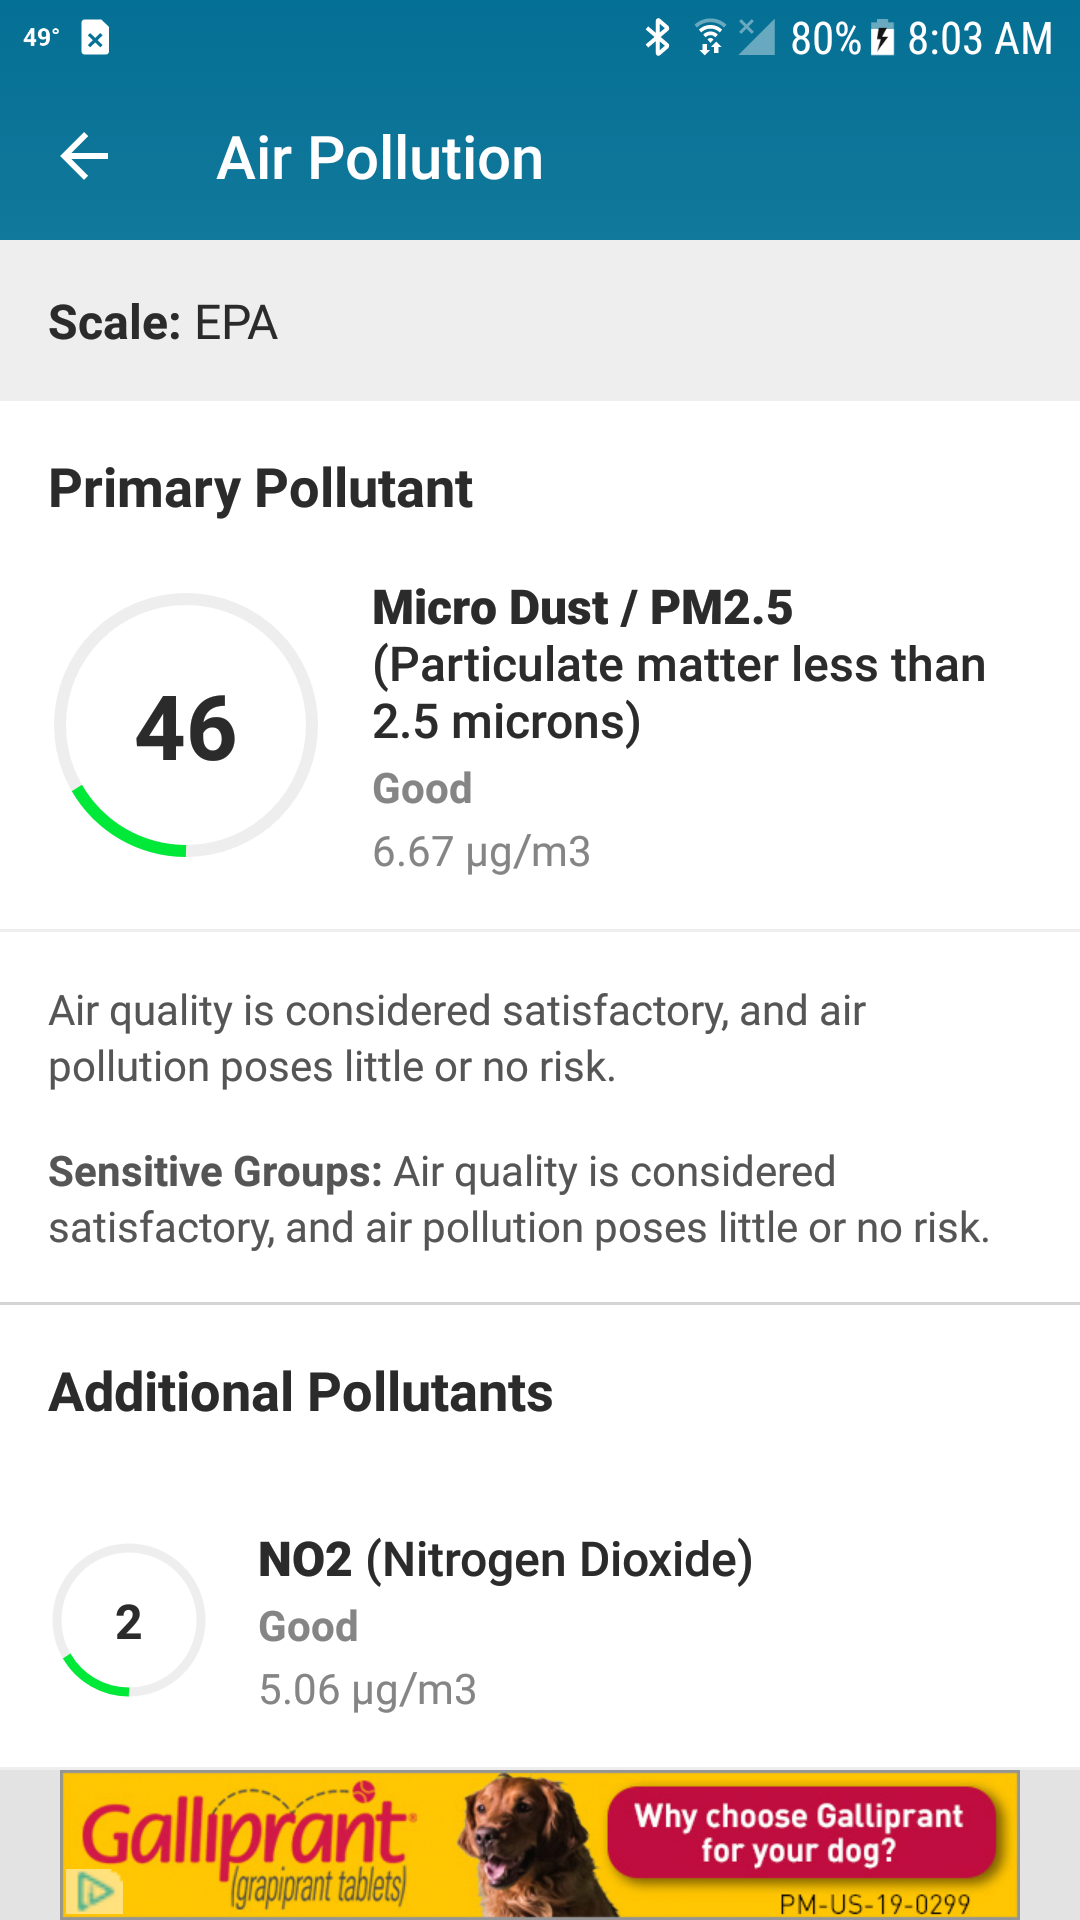 49° 80% 8:03 AM
Air Pollution
Scale: EPA
Primary Pollutant
46
Micro Dust / PM2.5
(Particulate matter less than
2.5 microns)
Good
6.67 µg/m3
Air quality is considered satisfactory, and air
pollution poses little or no risk.
Sensitive Groups: Air quality is considered
satisfactory, and air pollution poses little or no risk.
Additional Pollutants
2
NO2 (Nitrogen Dioxide)
Good
5.06 µg/m3
Galliprant®
(grapiprant tablets)
Why choose Galliprant
for your dog?
PM-US-19-0299